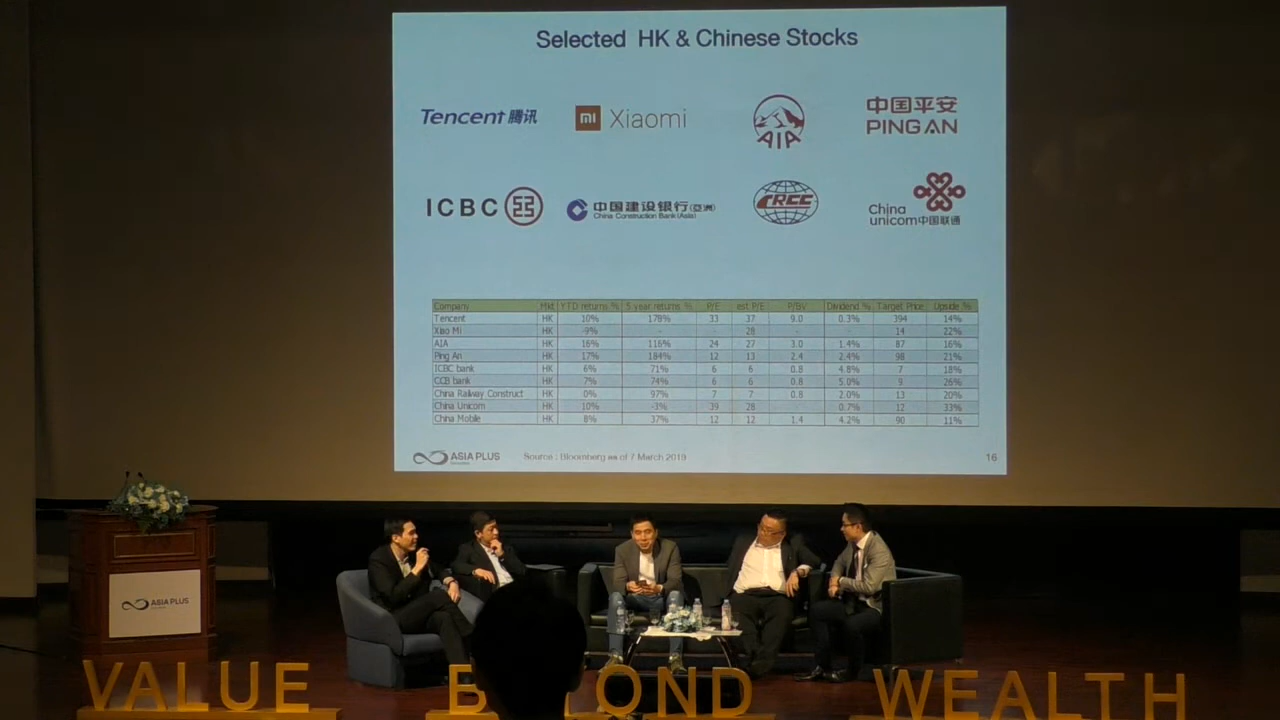 Selected HK & Chinese Stocks
Tencent 腾讯
mi Xiaomi
AIA
中国平安
PING AN
ICBC
中国建设银行(亞洲)
China Construction Bank (Asia)
CRCC
China
unicom中国联通
Company Mkt YTD returns % 5 year returns % P/E est P/E P/BV Dividend % Target Price Upside %
Tencent HK 10% 178% 33 37 9.0 0.3% 394 14%
Xiao Mi HK -9% - - 28 - - 14 22%
AIA HK 16% 116% 24 27 3.0 1.4% 87 16%
Ping An HK 17% 184% 12 13 2.4 2.4% 98 21%
ICBC bank HK 6% 71% 6 6 0.8 4.8% 7 18%
CCB bank HK 7% 74% 6 6 0.8 5.0% 9 26%
China Railway Construct HK 0% 97% 7 7 0.8 2.0% 13 20%
China Unicom HK 10% -3% 39 28 0.7% 12 33%
China Mobile HK 8% 37% 12 12 1.4 4.2% 90 11%
ASIA PLUS
Source : Bloomberg as of 7 March 2019
16
ASIA PLUS
VALUE BEYOND WEALTH